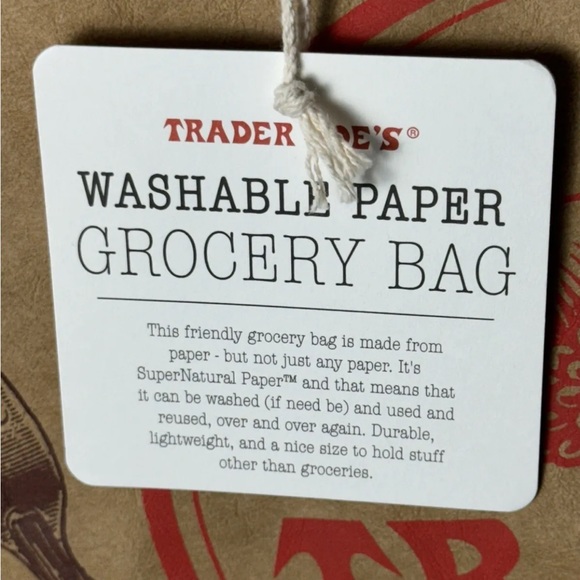 TRADER JOE'S®
WASHABLE PAPER
GROCERY BAG
This friendly grocery bag is made from
paper - but not just any paper. It's
SuperNatural Paper™ and that means that
it can be washed (if need be) and used and
reused, over and over again. Durable,
lightweight, and a nice size to hold stuff
other than groceries.
TR